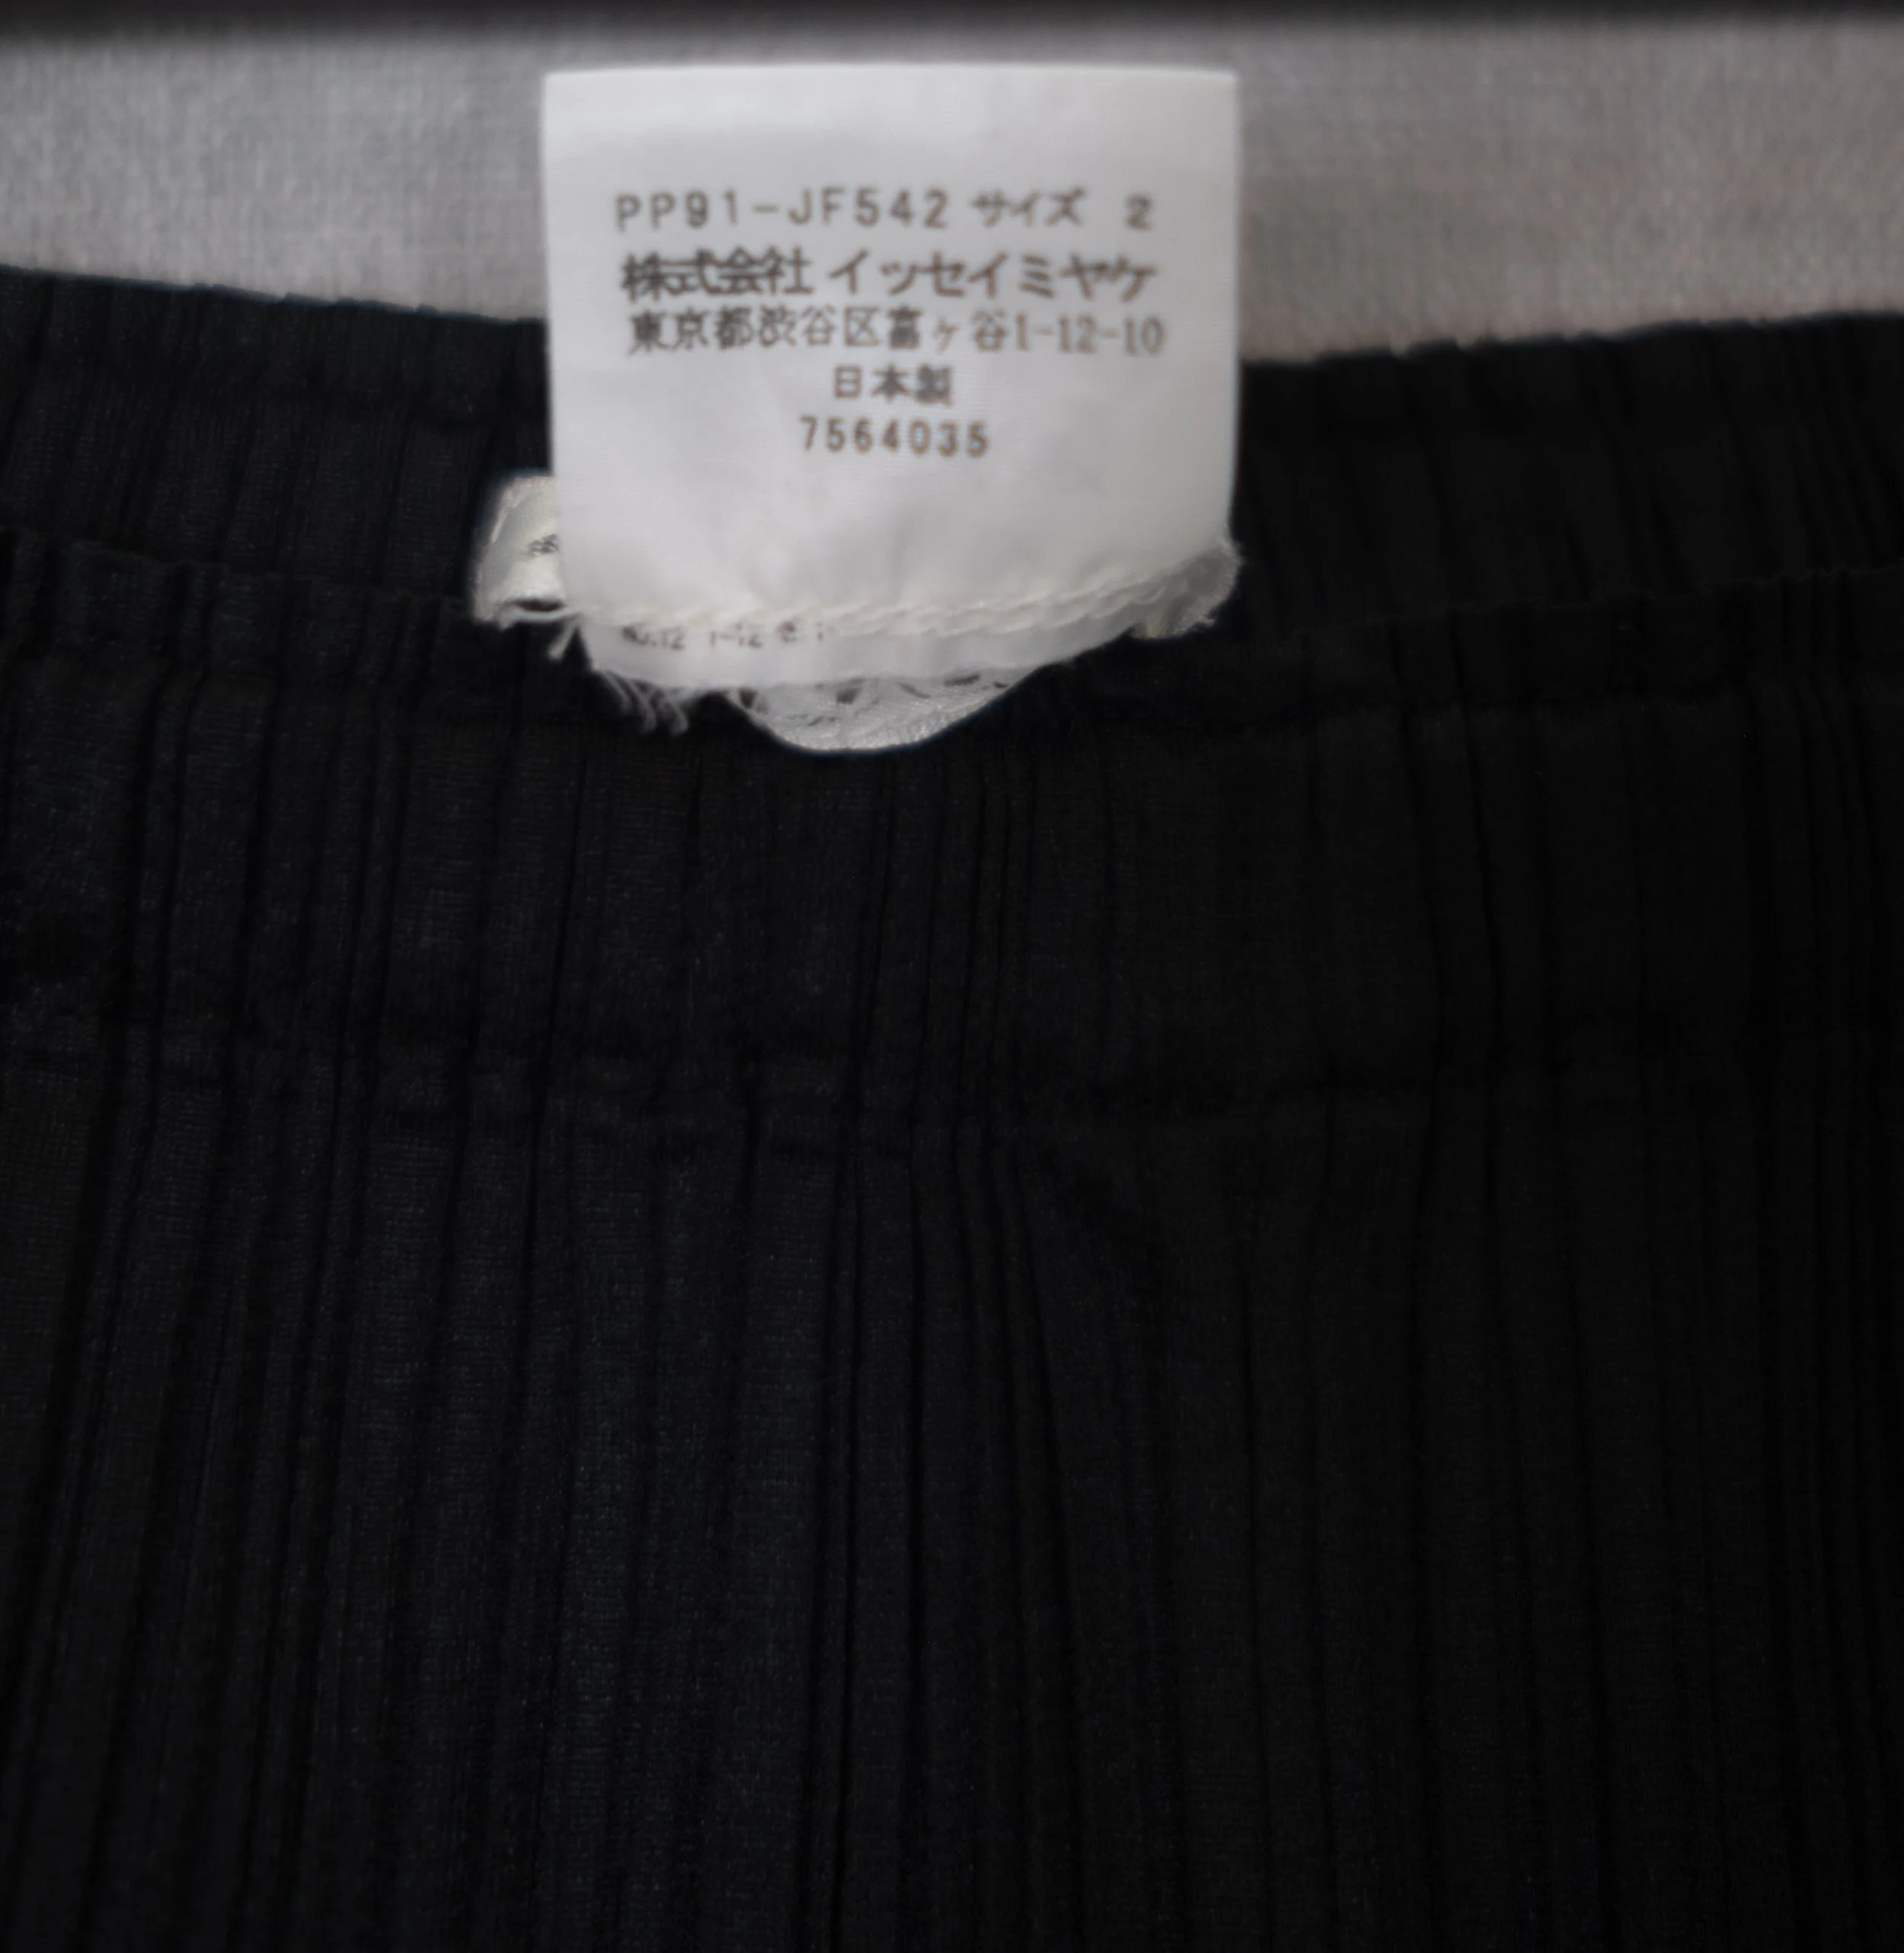 PP91-JF542 サイズ 2
株式会社 イッセイミヤケ
東京都渋谷区富ヶ谷1-12-10
日本製
7564035